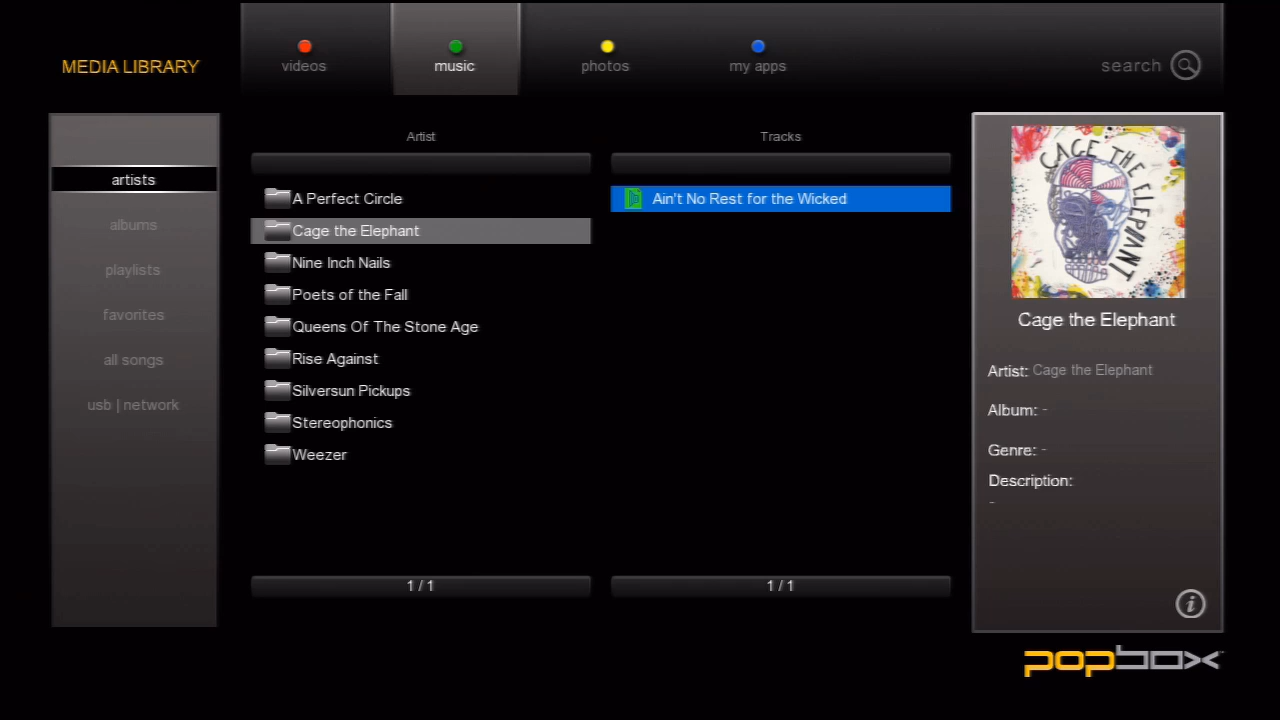 MEDIA LIBRARY
videos
music
photos
my apps
search
artists
albums
playlists
favorites
all songs
usb | network
Artist
A Perfect Circle
Cage the Elephant
Nine Inch Nails
Poets of the Fall
Queens Of The Stone Age
Rise Against
Silversun Pickups
Stereophonics
Weezer
1 / 1
Tracks
Ain't No Rest for the Wicked
1 / 1
CAGE THE ELEPHANT
Cage the Elephant
Artist: Cage the Elephant
Album: -
Genre: -
Description:
-
i
popbox